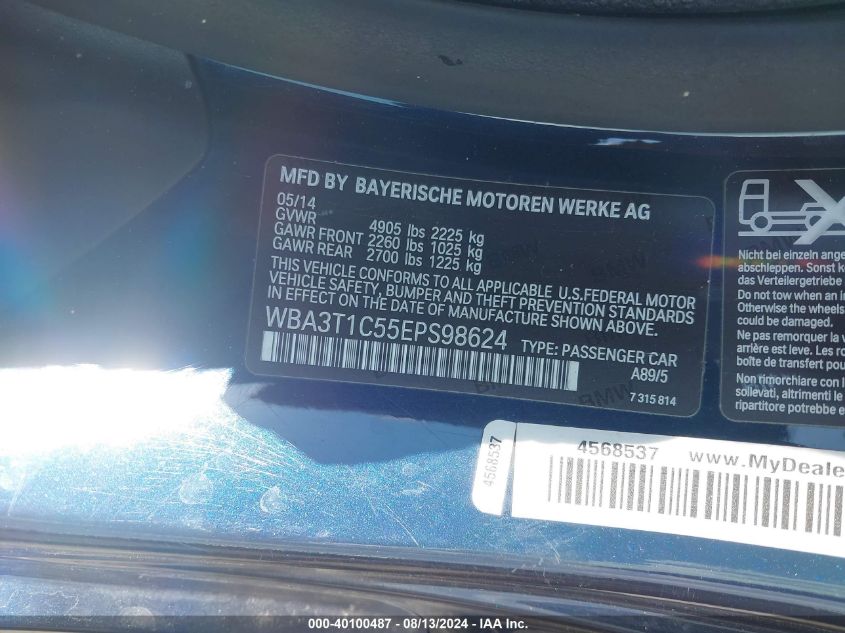 MFD BY BAYERISCHE MOTOREN WERKE AG
05/14
GVWR 4905 lbs 2225 kg
GAWR FRONT 2260 lbs 1025 kg
GAWR REAR 2700 lbs 1225 kg
THIS VEHICLE CONFORMS TO ALL APPLICABLE U.S.FEDERAL MOTOR
VEHICLE SAFETY, BUMPER AND THEFT PREVENTION STANDARDS
IN EFFECT ON THE DATE OF MANUFACTURE SHOWN ABOVE.
WBA3T1C55EPS98624 TYPE: PASSENGER CAR
A89/5
7 315 814
BMW
Nicht bei einzeln ange
abschleppen. Sonst k
das Verteilergetriebe
Do not tow when an in
Otherwise the wheels
could be damaged.
Ne pas remorquer la v
arrière est levé. Les ro
boîte de transfert pour
Non rimorchiare con l
sollevati, altrimenti le
ripartitore potrebbe e
4568537
4568537 www.MyDeale
000-40100487 - 08/13/2024 - IAA Inc.